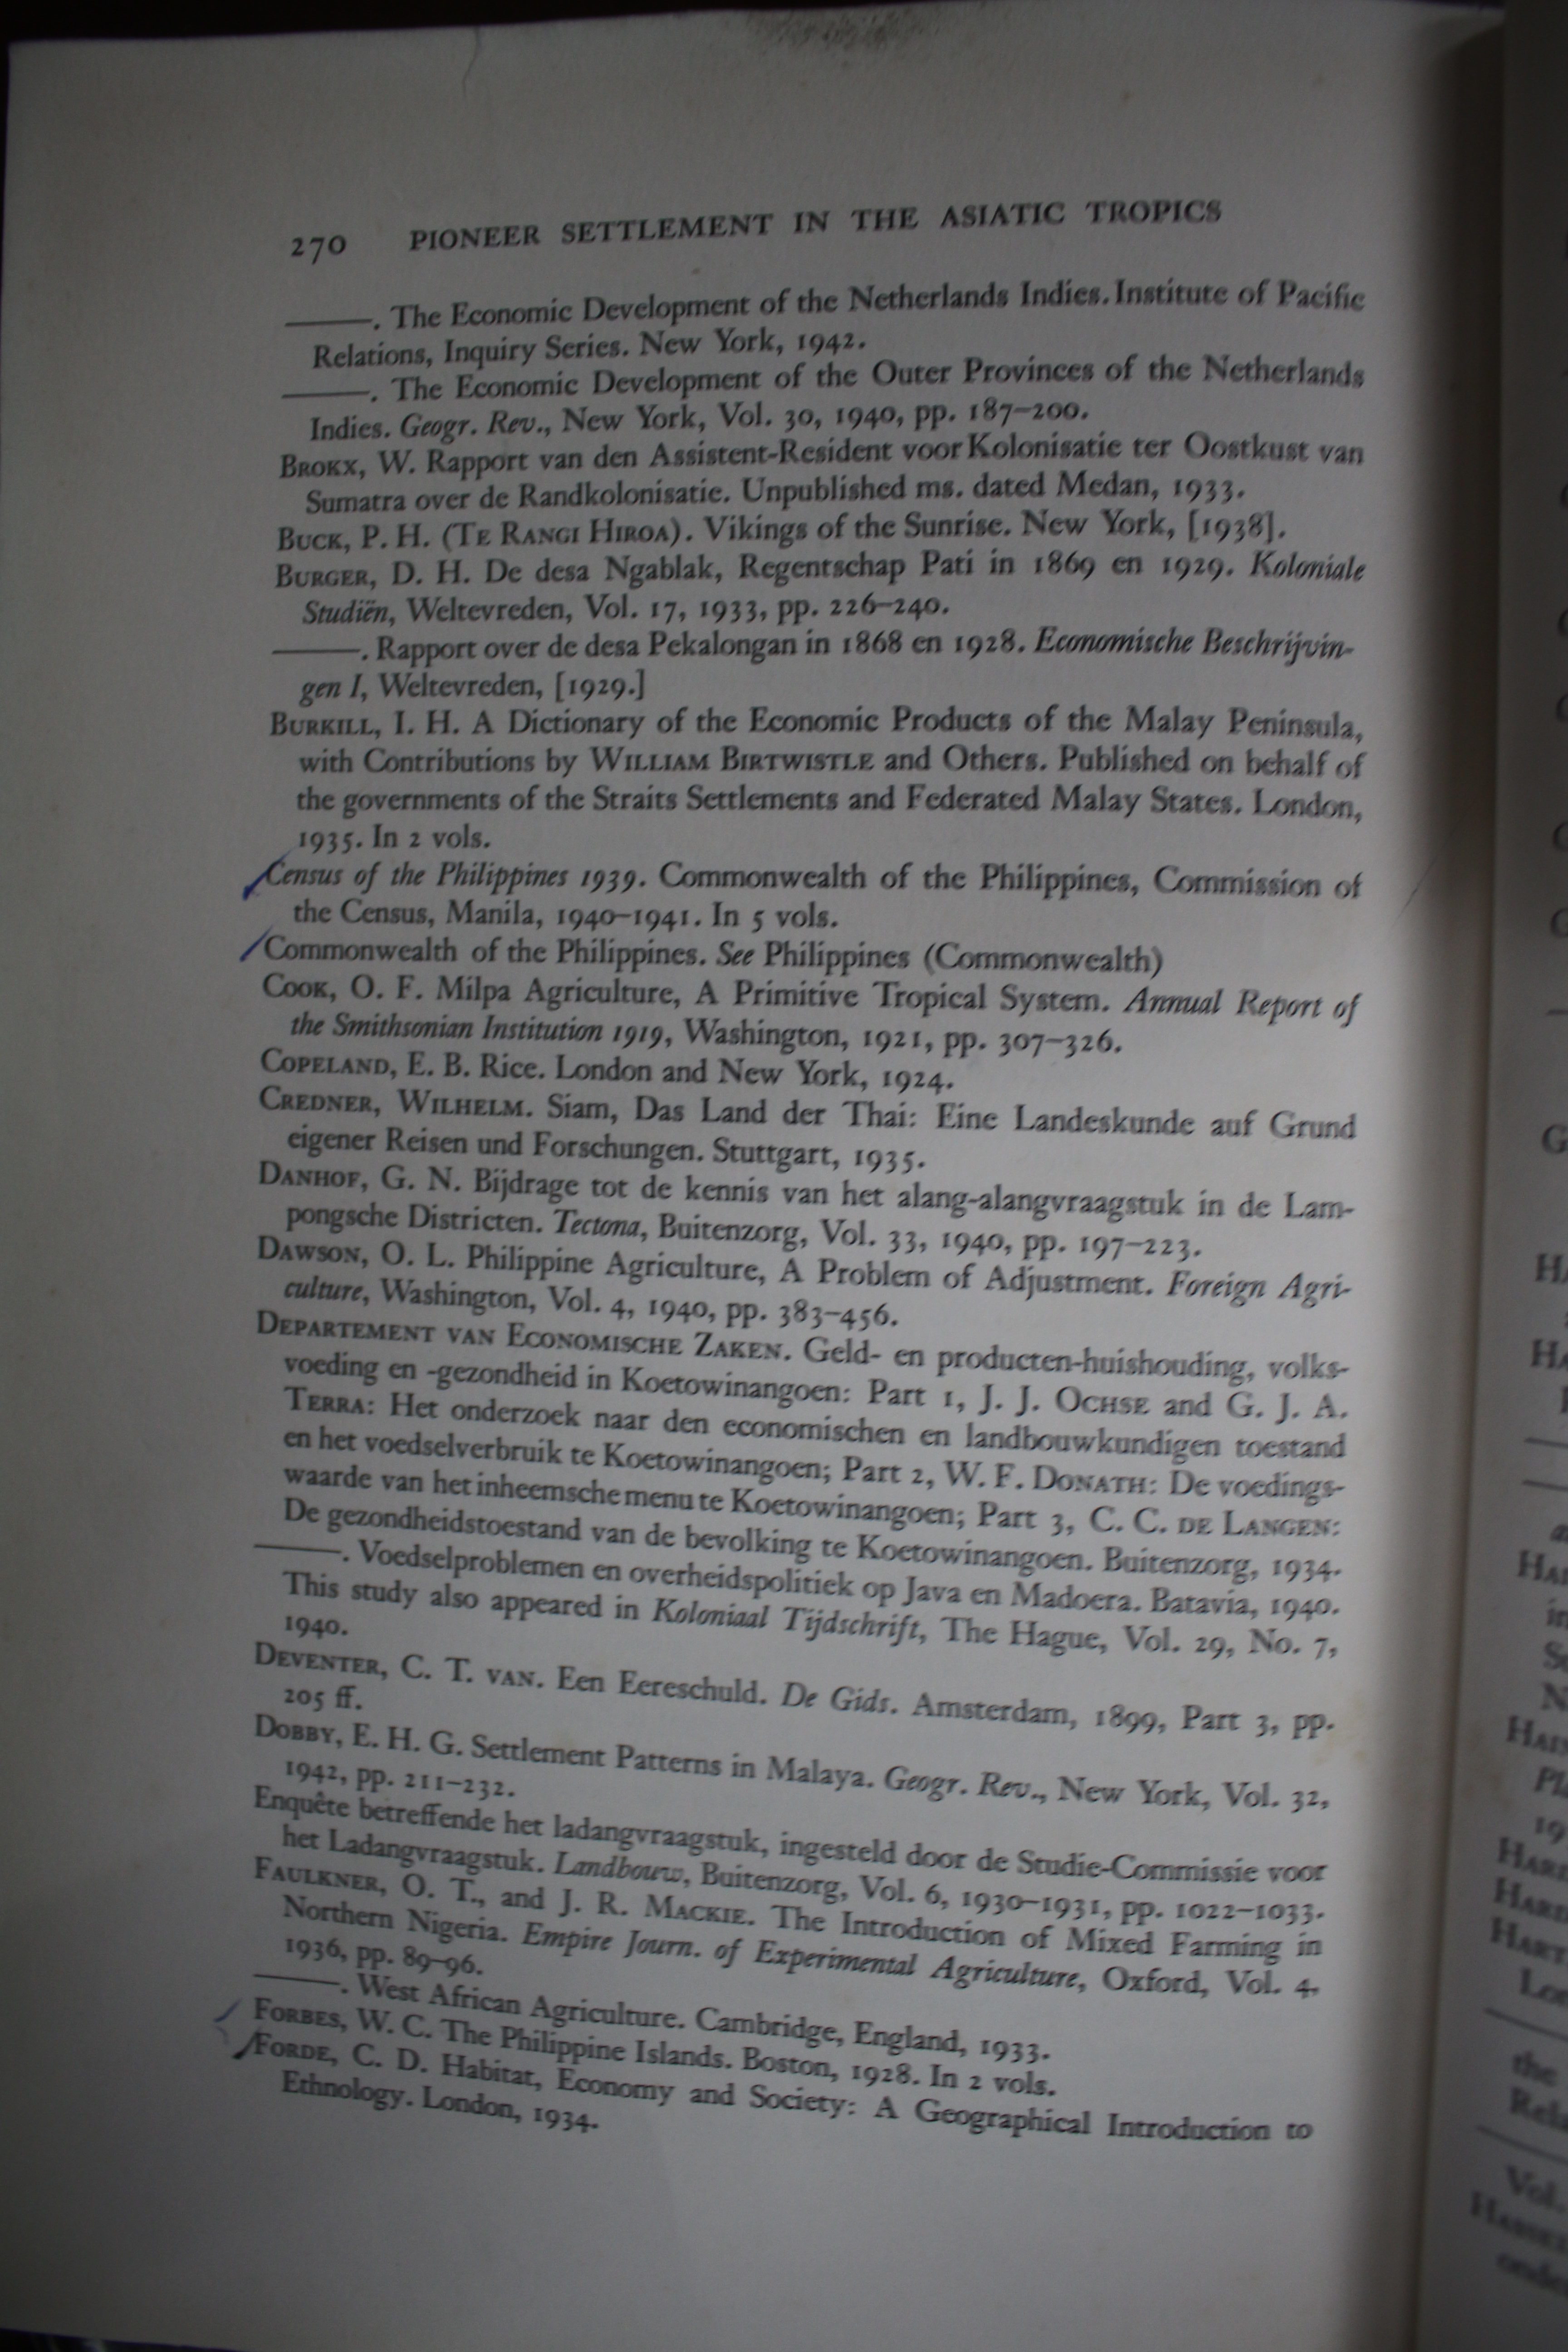 270 PIONEER SETTLEMENT IN THE ASIATIC TROPICS
———. The Economic Development of the Netherlands Indies. Institute of Pacific
Relations, Inquiry Series. New York, 1942.
———. The Economic Development of the Outer Provinces of the Netherlands
Indies. Geogr. Rev., New York, Vol. 30, 1940, pp. 187–200.
BROKX, W. Rapport van den Assistent-Resident voor Kolonisatie ter Oostkust van
Sumatra over de Randkolonisatie. Unpublished ms. dated Medan, 1933.
BUCK, P. H. (TE RANGI HIROA). Vikings of the Sunrise. New York, [1938].
BURGER, D. H. De desa Ngablak, Regentschap Pati in 1869 en 1929. Koloniale
Studiën, Weltevreden, Vol. 17, 1933, pp. 226–240.
———. Rapport over de desa Pekalongan in 1868 en 1928. Economische Beschrijvin-
gen I, Weltevreden, [1929.]
BURKILL, I. H. A Dictionary of the Economic Products of the Malay Peninsula,
with Contributions by WILLIAM BIRTWISTLE and Others. Published on behalf of
the governments of the Straits Settlements and Federated Malay States. London,
1935. In 2 vols.
Census of the Philippines 1939. Commonwealth of the Philippines, Commission of
the Census, Manila, 1940–1941. In 5 vols.
Commonwealth of the Philippines. See Philippines (Commonwealth)
COOK, O. F. Milpa Agriculture, A Primitive Tropical System. Annual Report of
the Smithsonian Institution 1919, Washington, 1921, pp. 307–326.
COPELAND, E. B. Rice. London and New York, 1924.
CREDNER, WILHELM. Siam, Das Land der Thai: Eine Landeskunde auf Grund
eigener Reisen und Forschungen. Stuttgart, 1935.
DANHOF, G. N. Bijdrage tot de kennis van het alang-alangvraagstuk in de Lam-
pongsche Districten. Tectona, Buitenzorg, Vol. 33, 1940, pp. 197–223.
DAWSON, O. L. Philippine Agriculture, A Problem of Adjustment. Foreign Agri-
culture, Washington, Vol. 4, 1940, pp. 383–456.
DEPARTEMENT VAN ECONOMISCHE ZAKEN. Geld- en producten-huishouding, volks-
voeding en -gezondheid in Koetowinangoen: Part 1, J. J. OCHSE and G. J. A.
TERRA: Het onderzoek naar den economischen en landbouwkundigen toestand
en het voedselverbruik te Koetowinangoen; Part 2, W. F. DONATH: De voedings-
waarde van het inheemsche menu te Koetowinangoen; Part 3, C. C. DE LANGEN:
De gezondheidstoestand van de bevolking te Koetowinangoen. Buitenzorg, 1934.
———. Voedselproblemen en overheidspolitiek op Java en Madoera. Batavia, 1940.
This study also appeared in Koloniaal Tijdschrift, The Hague, Vol. 29, No. 7,
1940.
DEVENTER, C. T. VAN. Een Eereschuld. De Gids. Amsterdam, 1899, Part 3, pp.
205 ff.
DOBBY, E. H. G. Settlement Patterns in Malaya. Geogr. Rev., New York, Vol. 32,
1942, pp. 211–232.
Enquête betreffende het ladangvraagstuk, ingesteld door de Studie-Commissie voor
het Ladangvraagstuk. Landbouw, Buitenzorg, Vol. 6, 1930–1931, pp. 1022–1033.
FAULKNER, O. T., and J. R. MACKIE. The Introduction of Mixed Farming in
Northern Nigeria. Empire Journ. of Experimental Agriculture, Oxford, Vol. 4,
1936, pp. 89–96.
———. West African Agriculture. Cambridge, England, 1933.
FORBES, W. C. The Philippine Islands. Boston, 1928. In 2 vols.
FORDE, C. D. Habitat, Economy and Society: A Geographical Introduction to
Ethnology. London, 1934.